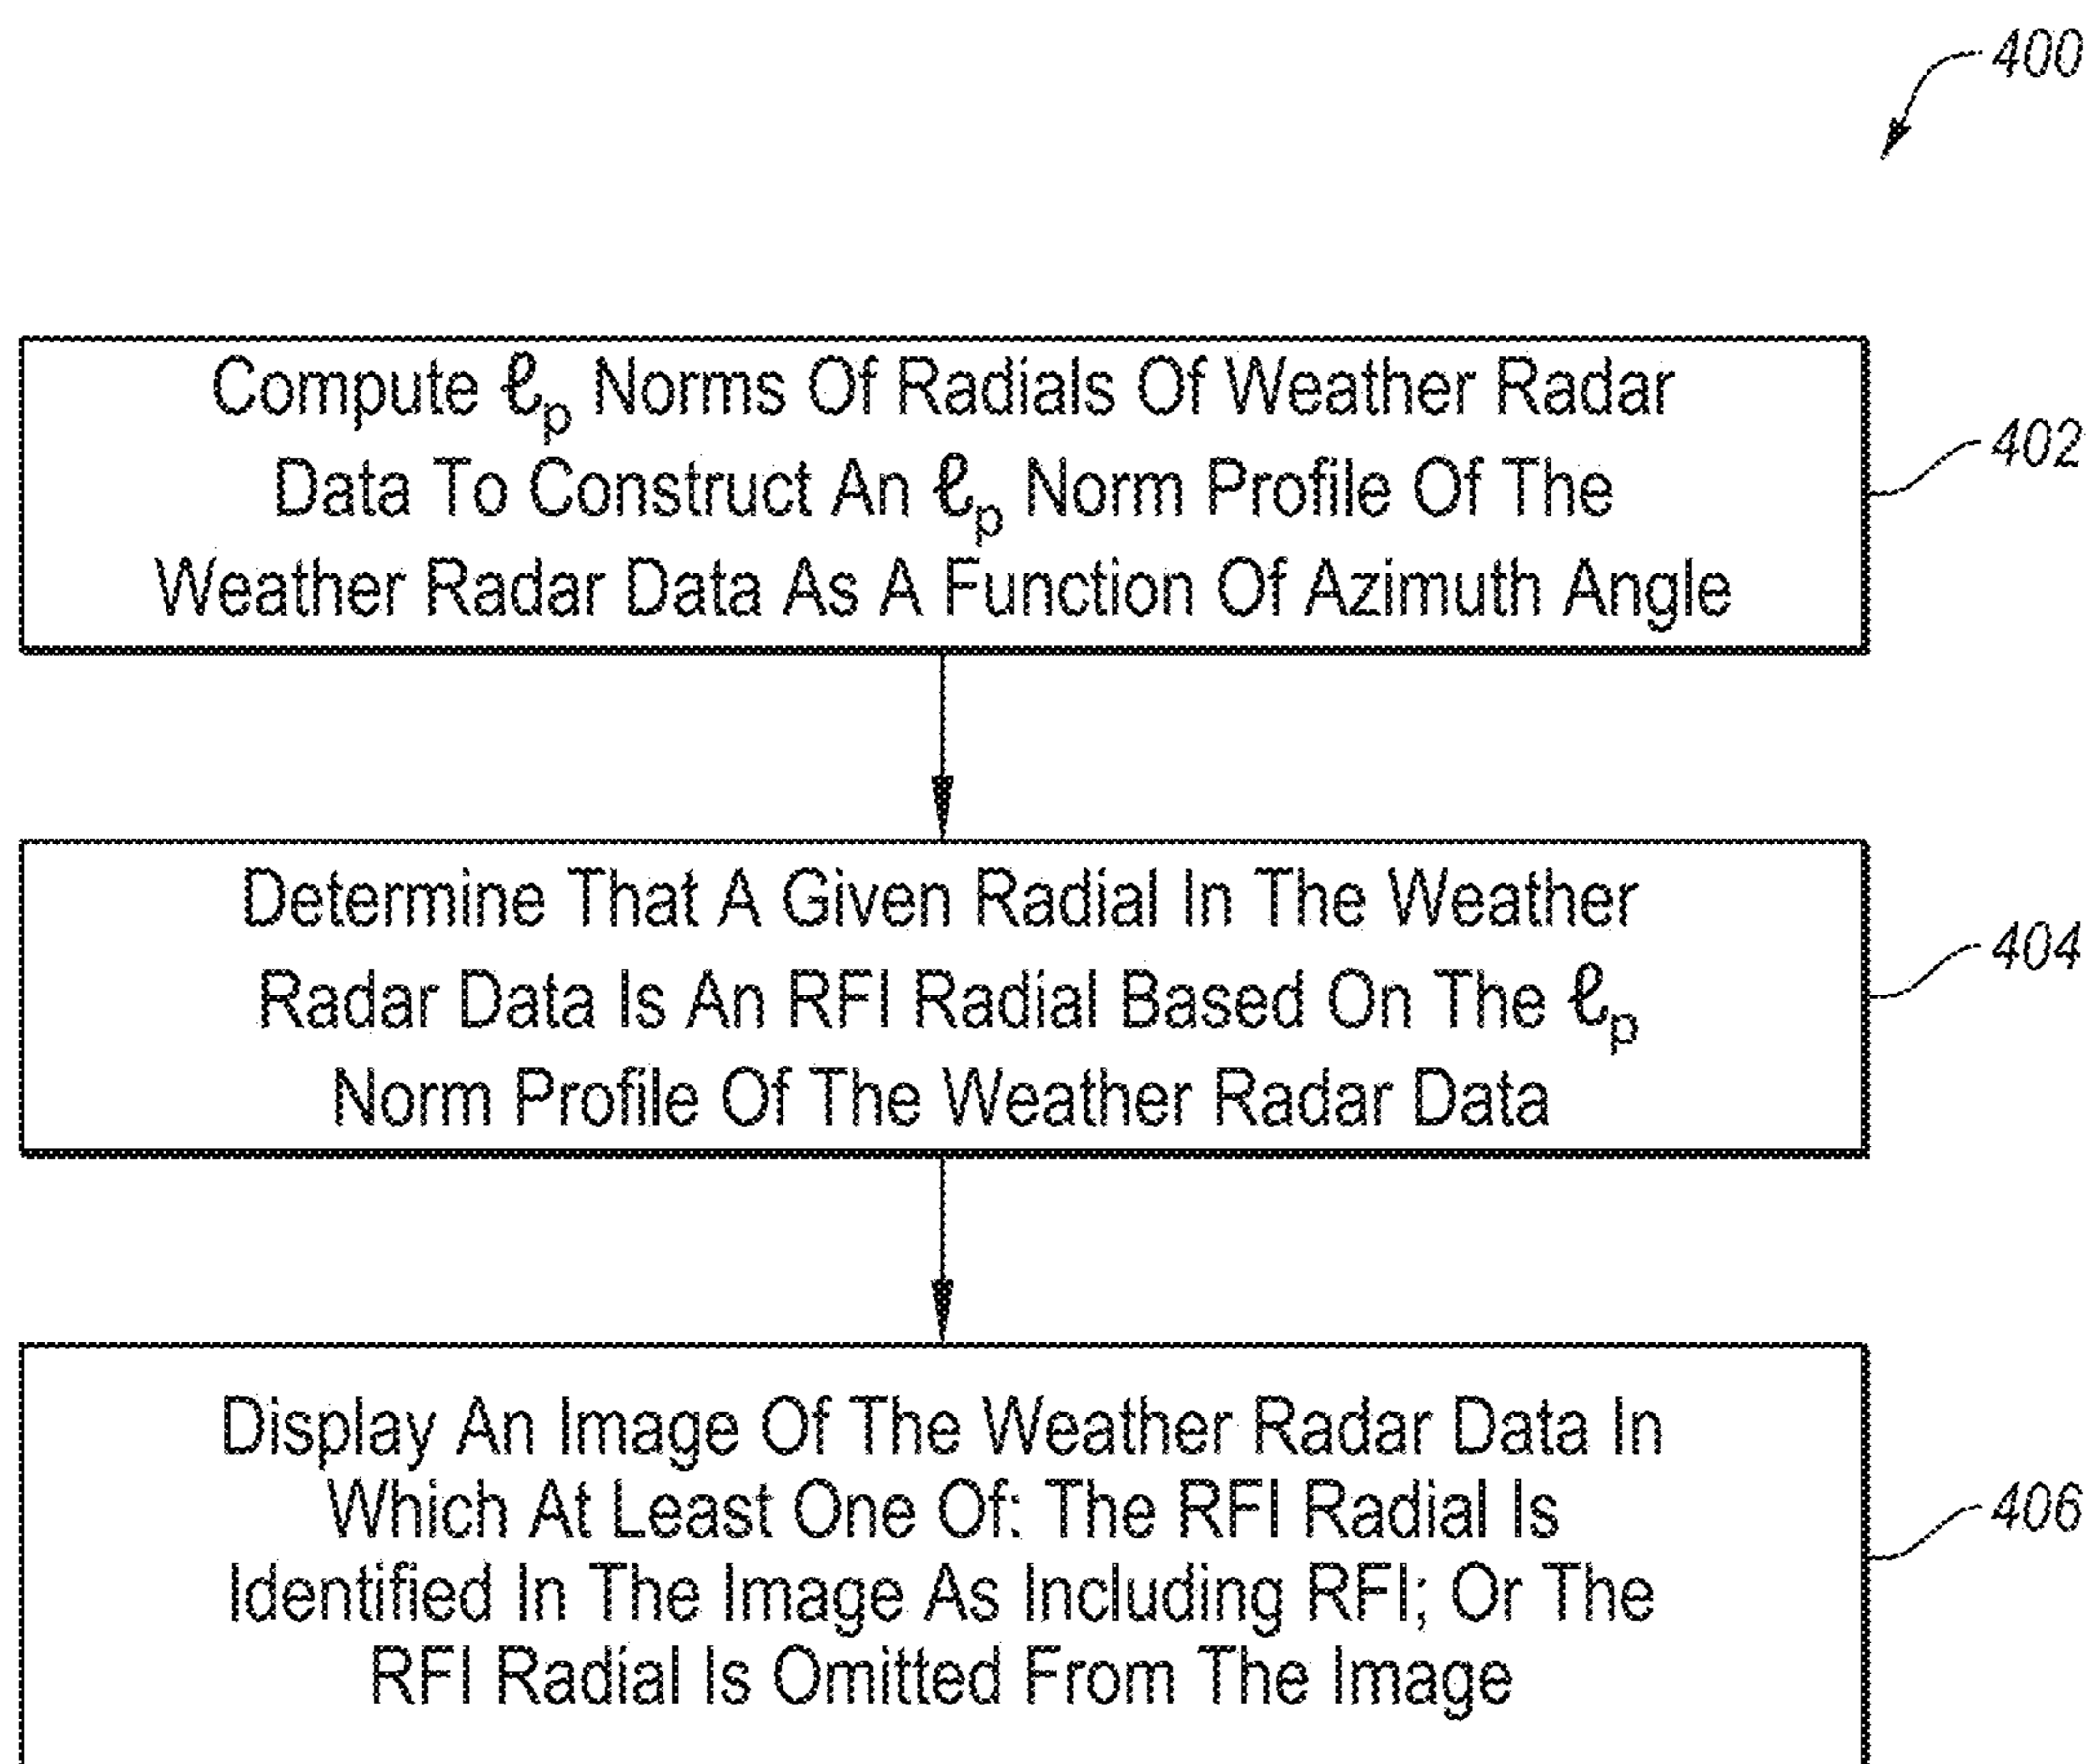 400
Compute ℓp Norms Of Radials Of Weather Radar
Data To Construct An ℓp Norm Profile Of The
Weather Radar Data As A Function Of Azimuth Angle
402
Determine That A Given Radial In The Weather
Radar Data Is An RFI Radial Based On The ℓp
Norm Profile Of The Weather Radar Data
404
Display An Image Of The Weather Radar Data In
Which At Least One Of: The RFI Radial Is
Identified In The Image As Including RFI; Or The
RFI Radial Is Omitted From The Image
406